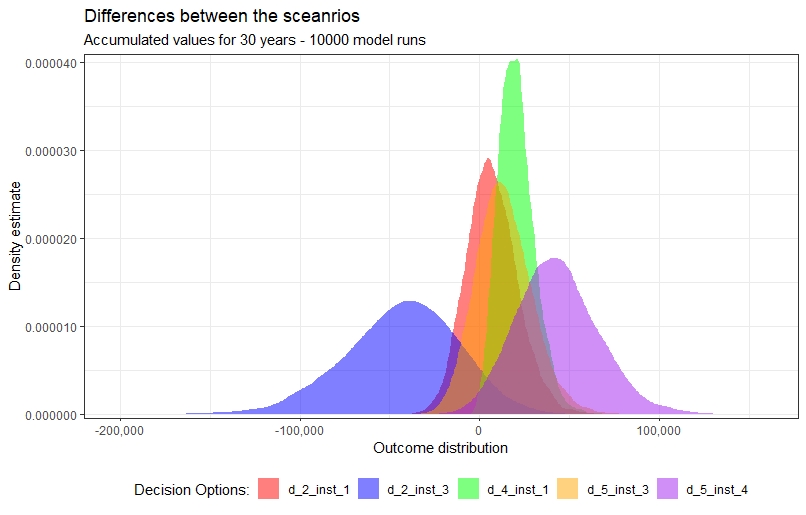 Differences between the sceanrios
Accumulated values for 30 years - 10000 model runs
0.000040
0.000030
0.000020
0.000010
0.000000
Density estimate
-200,000 -100,000 0 100,000
Outcome distribution
Decision Options: d_2_inst_1 d_2_inst_3 d_4_inst_1 d_5_inst_3 d_5_inst_4